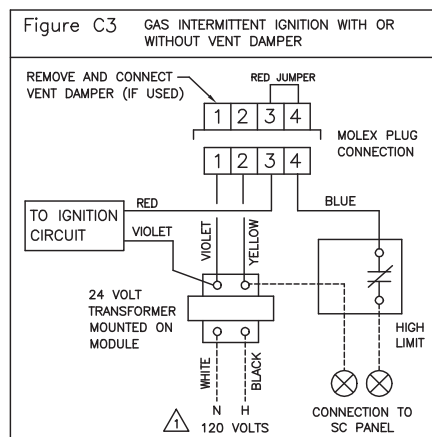 Figure C3 GAS INTERMITTENT IGNITION WITH OR
WITHOUT VENT DAMPER
REMOVE AND CONNECT
VENT DAMPER (IF USED)
RED JUMPER
1 2 3 4
MOLEX PLUG
CONNECTION
1 2 3 4
RED
BLUE
TO IGNITION
CIRCUIT
VIOLET
VIOLET
YELLOW
24 VOLT
TRANSFORMER
MOUNTED ON
MODULE
HIGH
LIMIT
WHITE
BLACK
N H
1 120 VOLTS
CONNECTION TO
SC PANEL